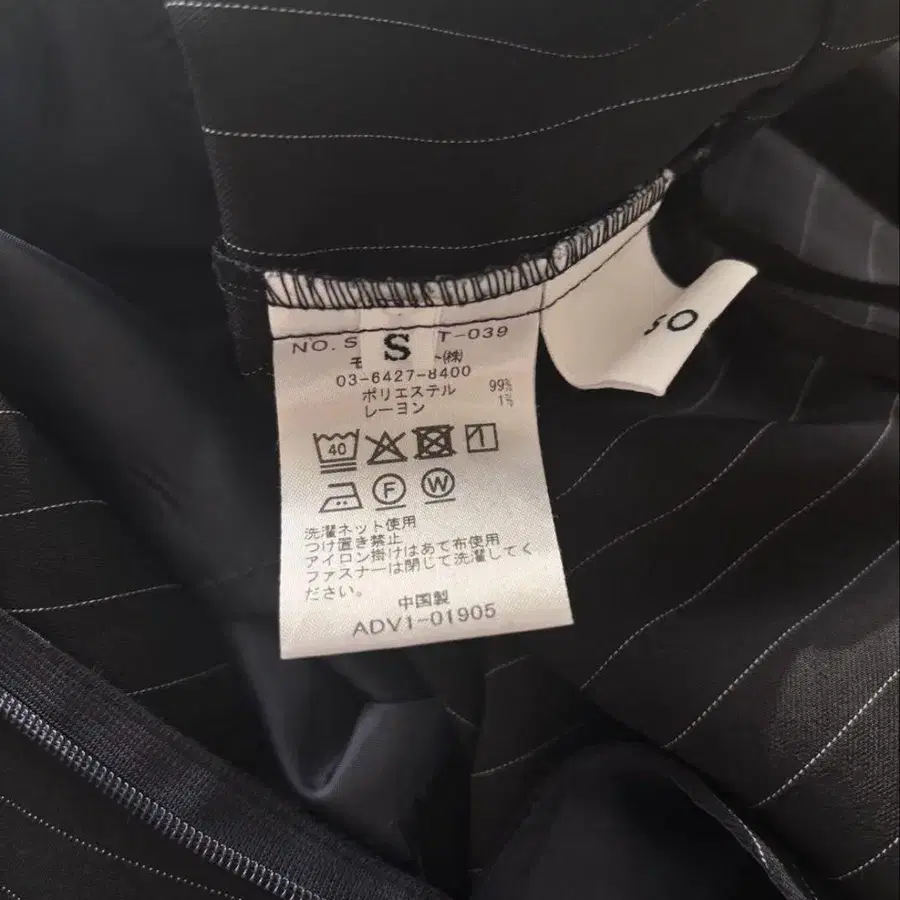 NO.S T-039
S
モ ト(株)
03-6427-8400
ポリエステル 99%
レーヨン 1%
40
F W
洗濯ネット使用
つけ置き禁止
アイロン掛けはあて布使用
ファスナーは閉じて洗濯してく
ださい。
中国製
ADV1-01905
SO